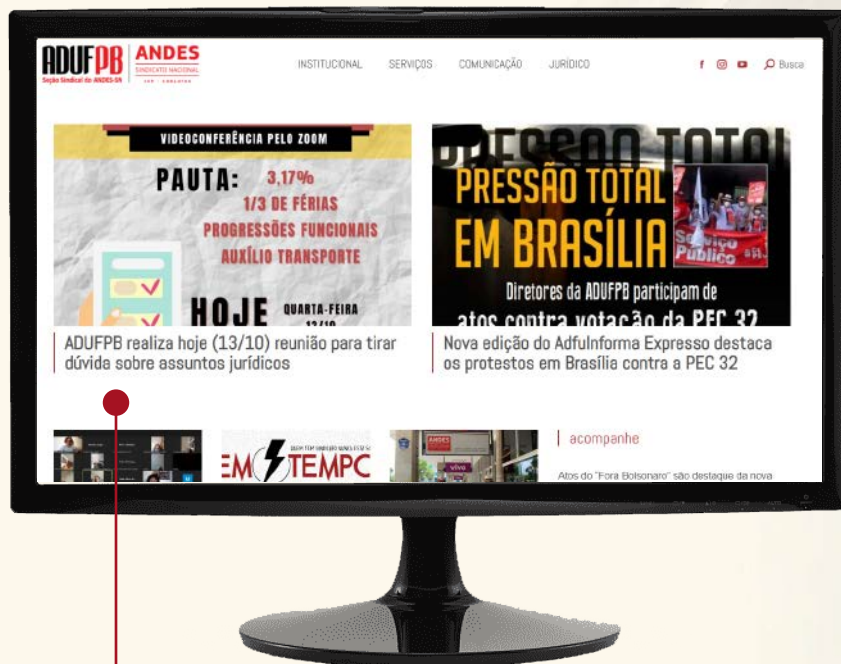 ADUFPB
Seção Sindical do ANDES-SN
ANDES
SINDICATO NACIONAL
INSTITUCIONAL
SERVIÇOS
COMUNICAÇÃO
JURÍDICO
Busca
VIDEOCONFERÊNCIA PELO ZOOM
PAUTA:
3,17%
1/3 DE FÉRIAS
PROGRESSÕES FUNCIONAIS
AUXÍLIO TRANSPORTE
HOJE
QUARTA-FEIRA
13/10
PRESSÃO TOTAL
PRESSÃO TOTAL
EM BRASÍLIA
Serviço
Público
Diretores da ADUFPB participam de
atos contra votação da PEC 32
ADUFPB realiza hoje (13/10) reunião para tirar
dúvida sobre assuntos jurídicos
Nova edição do AdfuInforma Expresso destaca
os protestos em Brasília contra a PEC 32
EM TEMPO
ANDES
vivo
acompanhe
Atos do "Fora Bolsonaro" são destaque da nova